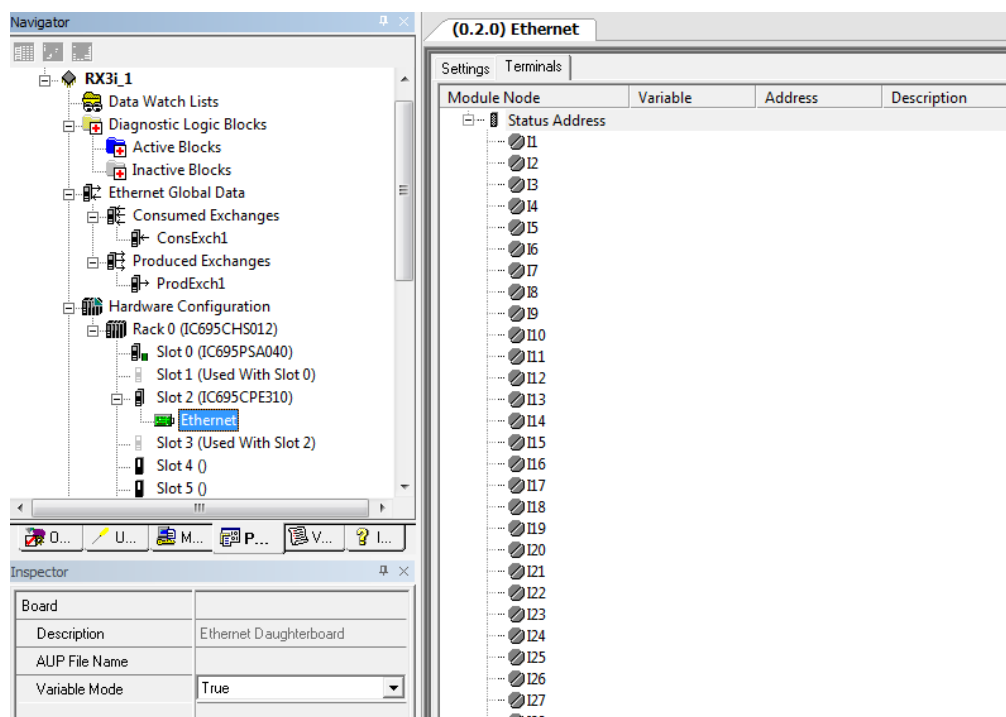 Navigator
RX3i_1
Data Watch Lists
Diagnostic Logic Blocks
Active Blocks
Inactive Blocks
Ethernet Global Data
Consumed Exchanges
ConsExch1
Produced Exchanges
ProdExch1
Hardware Configuration
Rack 0 (IC695CHS012)
Slot 0 (IC695PSA040)
Slot 1 (Used With Slot 0)
Slot 2 (IC695CPE310)
Ethernet
Slot 3 (Used With Slot 2)
Slot 4 ()
Slot 5 ()
O... U... M... P... V... I...
Inspector
Board
Description Ethernet Daughterboard
AUP File Name
Variable Mode True
(0.2.0) Ethernet
Settings Terminals
Module Node Variable Address Description
Status Address
I1
I2
I3
I4
I5
I6
I7
I8
I9
I10
I11
I12
I13
I14
I15
I16
I17
I18
I19
I20
I21
I22
I23
I24
I25
I26
I27